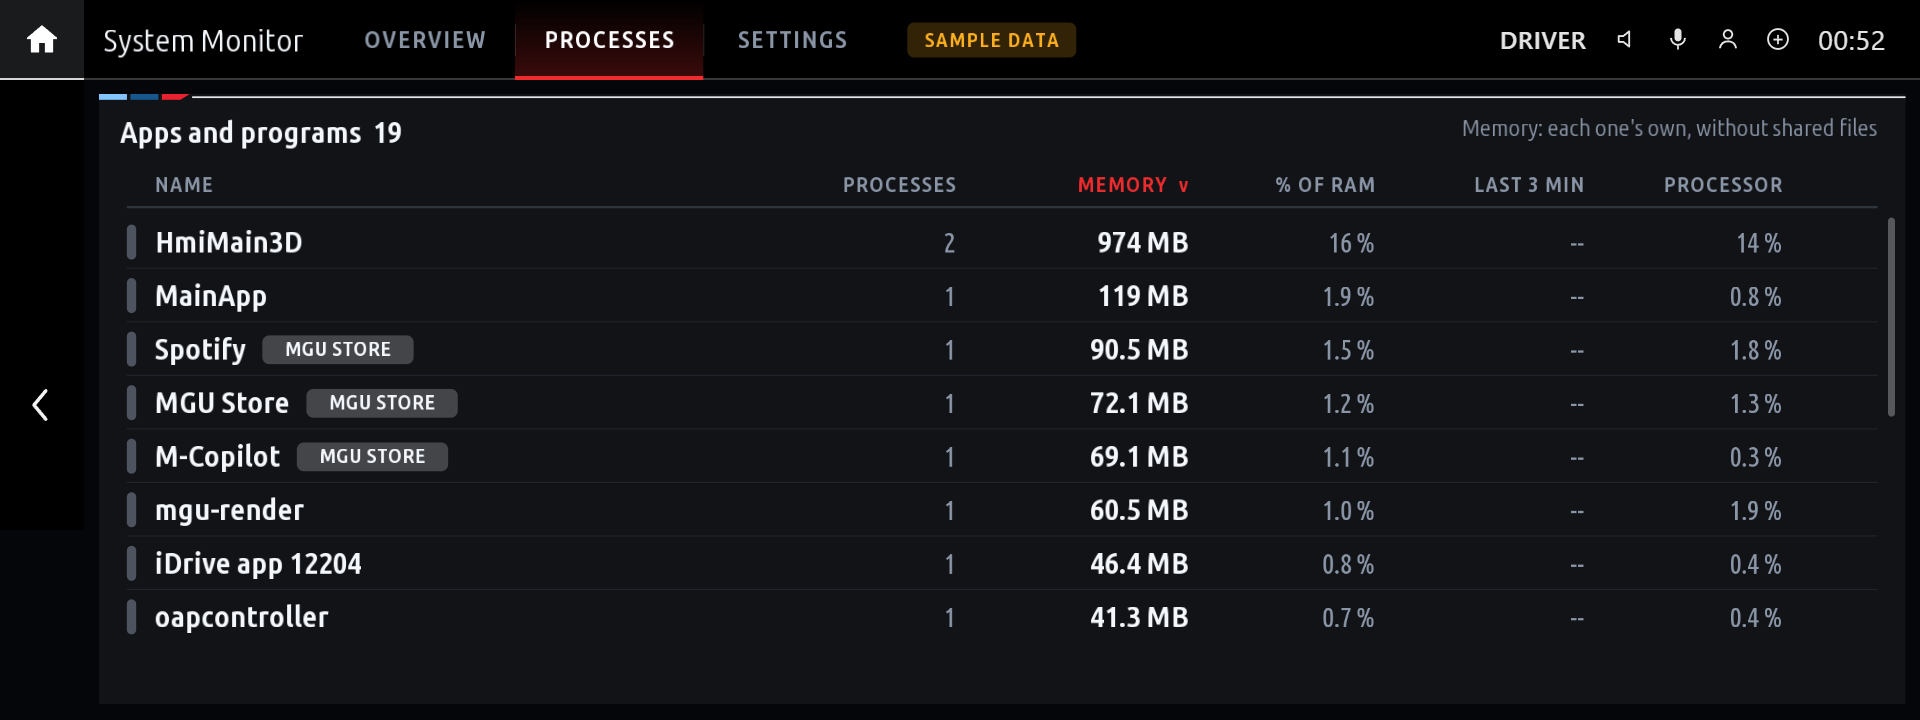 System Monitor OVERVIEW PROCESSES SETTINGS SAMPLE DATA DRIVER 00:52
Apps and programs 19 Memory: each one's own, without shared files
NAME PROCESSES MEMORY v % OF RAM LAST 3 MIN PROCESSOR
HmiMain3D 2 974 MB 16 % -- 14 %
MainApp 1 119 MB 1.9 % -- 0.8 %
Spotify MGU STORE 1 90.5 MB 1.5 % -- 1.8 %
MGU Store MGU STORE 1 72.1 MB 1.2 % -- 1.3 %
M-Copilot MGU STORE 1 69.1 MB 1.1 % -- 0.3 %
mgu-render 1 60.5 MB 1.0 % -- 1.9 %
iDrive app 12204 1 46.4 MB 0.8 % -- 0.4 %
oapcontroller 1 41.3 MB 0.7 % -- 0.4 %